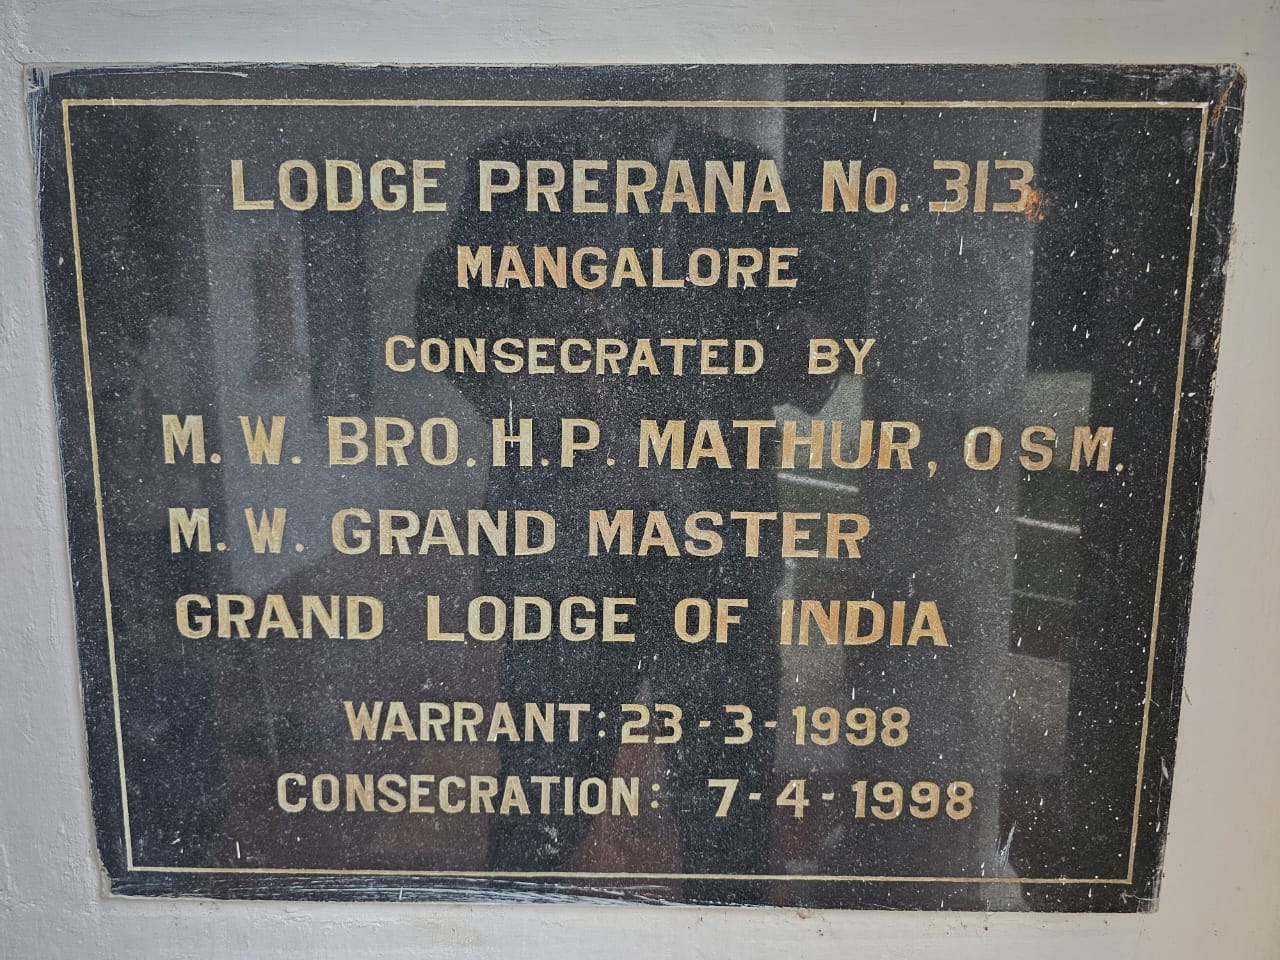 LODGE PRERANA No. 313
MANGALORE
CONSECRATED BY
M. W. BRO. H. P. MATHUR, OSM.
M. W. GRAND MASTER
GRAND LODGE OF INDIA
WARRANT: 23-3-1998
CONSECRATION: 7-4-1998